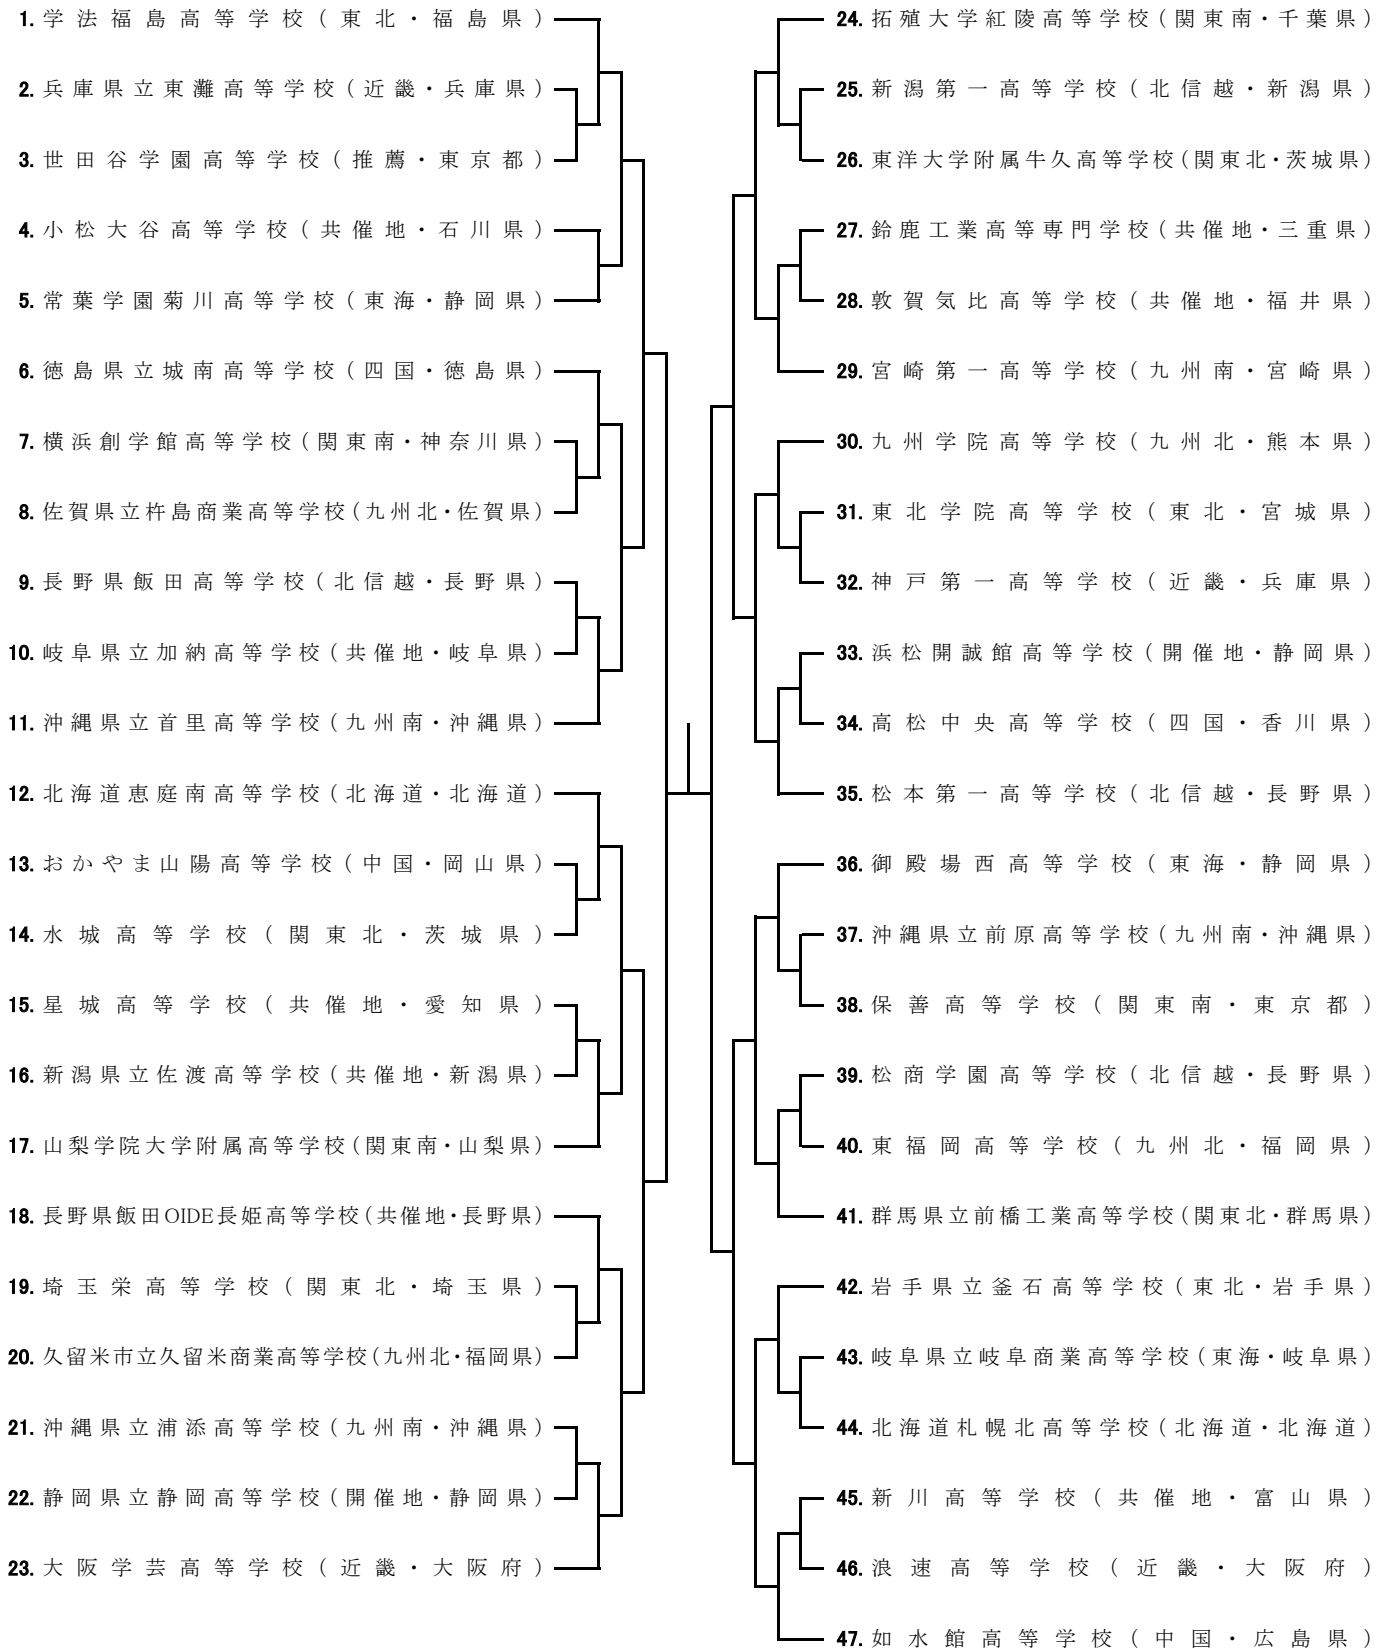 1. 学法福島高等学校(東北・福島県)
2. 兵庫県立東灘高等学校(近畿・兵庫県)
3. 世田谷学園高等学校(推薦・東京都)
4. 小松大谷高等学校(共催地・石川県)
5. 常葉学園菊川高等学校(東海・静岡県)
6. 徳島県立城南高等学校(四国・徳島県)
7. 横浜創学館高等学校(関東南・神奈川県)
8. 佐賀県立杵島商業高等学校(九州北・佐賀県)
9. 長野県飯田高等学校(北信越・長野県)
10. 岐阜県立加納高等学校(共催地・岐阜県)
11. 沖縄県立首里高等学校(九州南・沖縄県)
12. 北海道恵庭南高等学校(北海道・北海道)
13. おかやま山陽高等学校(中国・岡山県)
14. 水城高等学校(関東北・茨城県)
15. 星城高等学校(共催地・愛知県)
16. 新潟県立佐渡高等学校(共催地・新潟県)
17. 山梨学院大学附属高等学校(関東南・山梨県)
18. 長野県飯田OIDE長姫高等学校(共催地・長野県)
19. 埼玉栄高等学校(関東北・埼玉県)
20. 久留米市立久留米商業高等学校(九州北・福岡県)
21. 沖縄県立浦添高等学校(九州南・沖縄県)
22. 静岡県立静岡高等学校(開催地・静岡県)
23. 大阪学芸高等学校(近畿・大阪府)
24. 拓殖大学紅陵高等学校(関東南・千葉県)
25. 新潟第一高等学校(北信越・新潟県)
26. 東洋大学附属牛久高等学校(関東北・茨城県)
27. 鈴鹿工業高等専門学校(共催地・三重県)
28. 敦賀気比高等学校(共催地・福井県)
29. 宮崎第一高等学校(九州南・宮崎県)
30. 九州学院高等学校(九州北・熊本県)
31. 東北学院高等学校(東北・宮城県)
32. 神戸第一高等学校(近畿・兵庫県)
33. 浜松開誠館高等学校(開催地・静岡県)
34. 高松中央高等学校(四国・香川県)
35. 松本第一高等学校(北信越・長野県)
36. 御殿場西高等学校(東海・静岡県)
37. 沖縄県立前原高等学校(九州南・沖縄県)
38. 保善高等学校(関東南・東京都)
39. 松商学園高等学校(北信越・長野県)
40. 東福岡高等学校(九州北・福岡県)
41. 群馬県立前橋工業高等学校(関東北・群馬県)
42. 岩手県立釜石高等学校(東北・岩手県)
43. 岐阜県立岐阜商業高等学校(東海・岐阜県)
44. 北海道札幌北高等学校(北海道・北海道)
45. 新川高等学校(共催地・富山県)
46. 浪速高等学校(近畿・大阪府)
47. 如水館高等学校(中国・広島県)